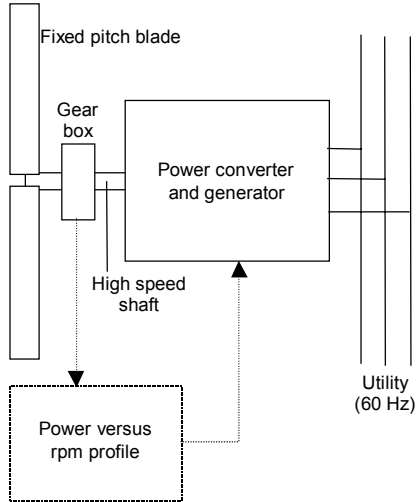 Fixed pitch blade
Gear
box
Power converter
and generator
High speed
shaft
Utility
(60 Hz)
Power versus
rpm profile